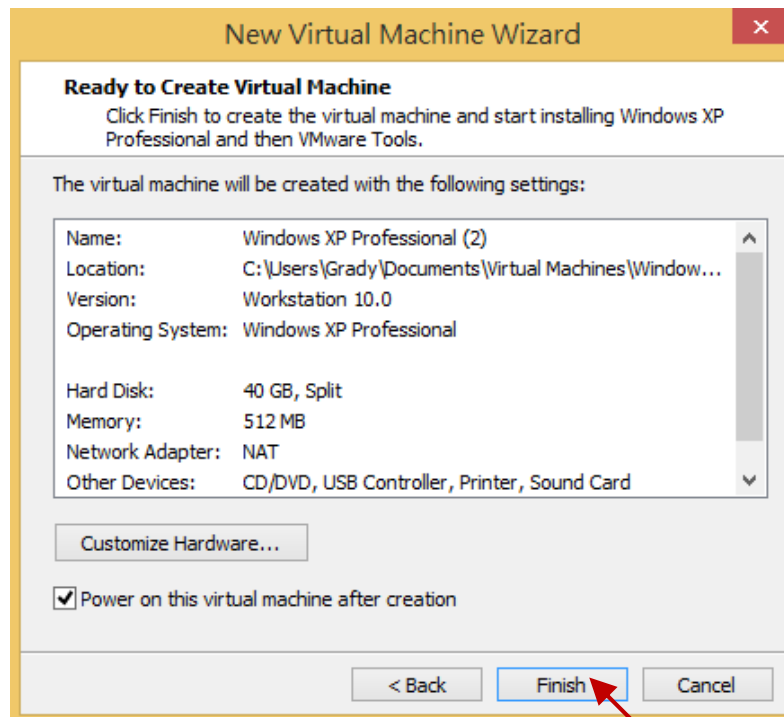 New Virtual Machine Wizard
Ready to Create Virtual Machine
Click Finish to create the virtual machine and start installing Windows XP
Professional and then VMware Tools.
The virtual machine will be created with the following settings:
Name: Windows XP Professional (2)
Location: C:\Users\Grady\Documents\Virtual Machines\Window...
Version: Workstation 10.0
Operating System: Windows XP Professional
Hard Disk: 40 GB, Split
Memory: 512 MB
Network Adapter: NAT
Other Devices: CD/DVD, USB Controller, Printer, Sound Card
Customize Hardware...
Power on this virtual machine after creation
< Back Finish Cancel